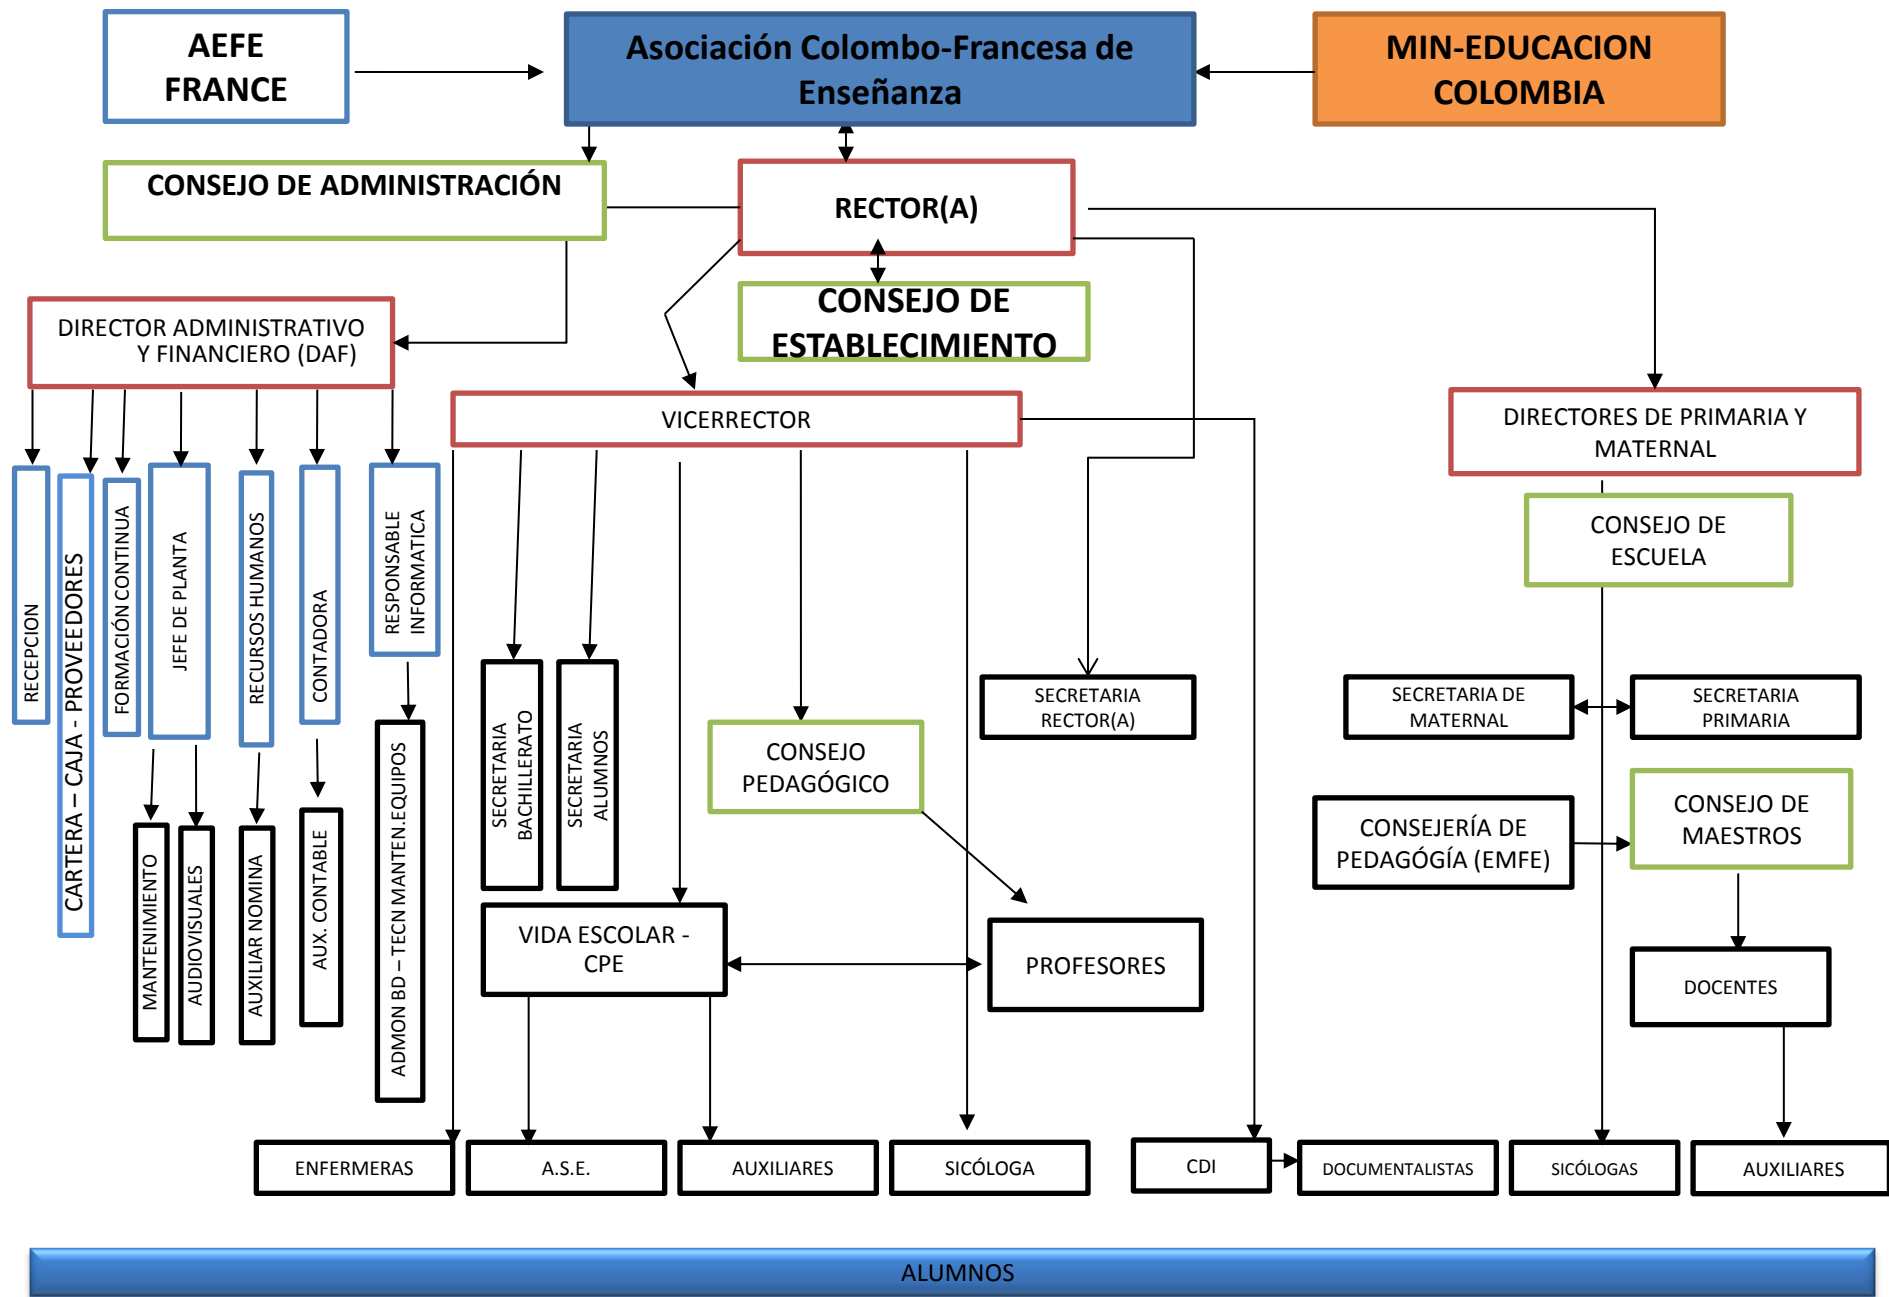 AEFE
FRANCE
Asociación Colombo-Francesa de
Enseñanza
MIN-EDUCACION
COLOMBIA
CONSEJO DE ADMINISTRACIÓN
RECTOR(A)
CONSEJO DE
ESTABLECIMIENTO
DIRECTOR ADMINISTRATIVO
Y FINANCIERO (DAF)
VICERRECTOR
DIRECTORES DE PRIMARIA Y
MATERNAL
CONSEJO DE
ESCUELA
RECEPCION
CARTERA – CAJA - PROVEEDORES
FORMACIÓN CONTINUA
JEFE DE PLANTA
RECURSOS HUMANOS
CONTADORA
RESPONSABLE
INFORMATICA
SECRETARIA
BACHILLERATO
SECRETARIA
ALUMNOS
CONSEJO
PEDAGÓGICO
SECRETARIA
RECTOR(A)
SECRETARIA DE
MATERNAL
SECRETARIA
PRIMARIA
CONSEJERÍA DE
PEDAGÓGÍA (EMFE)
CONSEJO DE
MAESTROS
MANTENIMIENTO
AUDIOVISUALES
AUXILIAR NOMINA
AUX. CONTABLE
ADMON BD – TECN MANTEN.EQUIPOS
VIDA ESCOLAR -
CPE
PROFESORES
DOCENTES
ENFERMERAS
A.S.E.
AUXILIARES
SICÓLOGA
CDI
DOCUMENTALISTAS
SICÓLOGAS
AUXILIARES
ALUMNOS